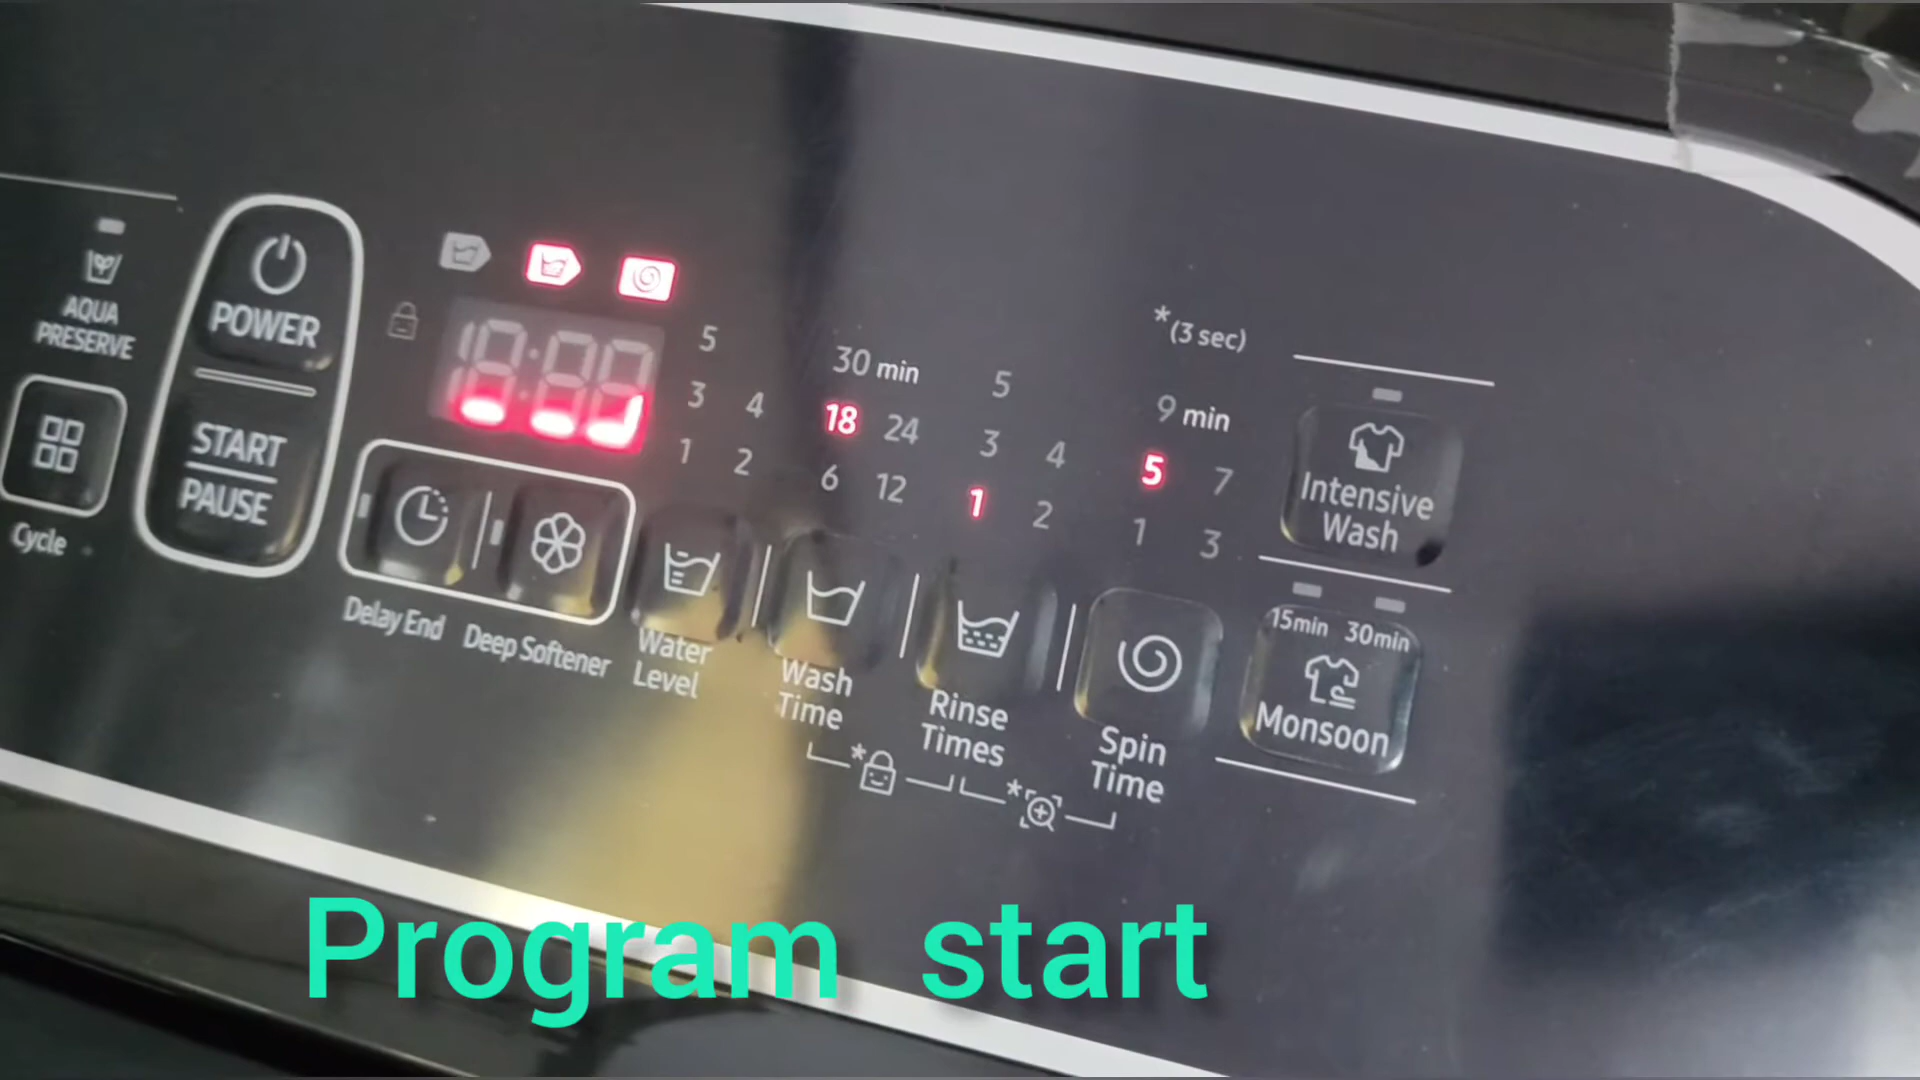 AQUA
PRESERVE
Cycle
POWER
START
PAUSE
5
3 4
1 2
30 min
18 24
6 12
5
3 4
1 2
*(3 sec)
9 min
5 7
1 3
Delay End
Deep Softener
Water
Level
Wash
Time
Rinse
Times
Spin
Time
*
*
Intensive
Wash
15min 30min
Monsoon
Program start